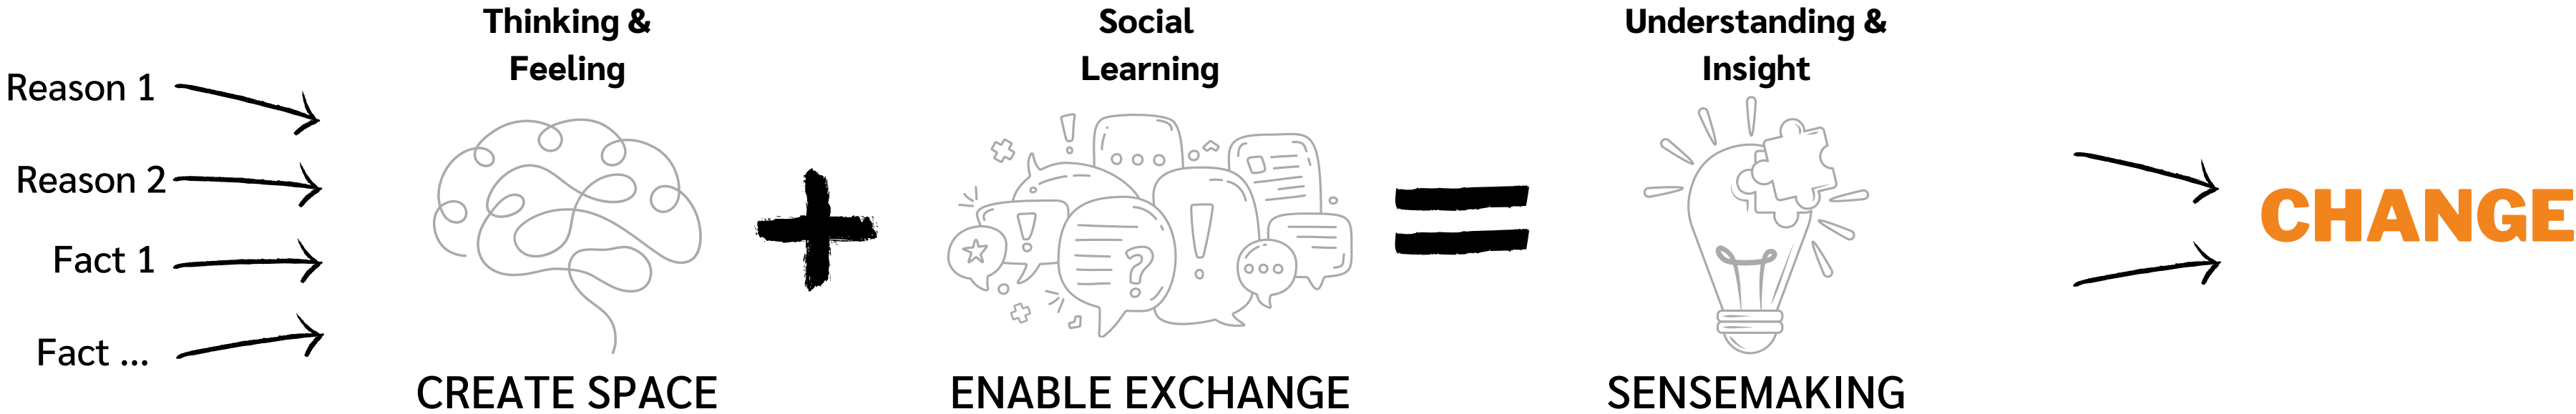 Reason 1
Reason 2
Fact 1
Fact ...
Thinking &
Feeling
CREATE SPACE
Social
Learning
ENABLE EXCHANGE
Understanding &
Insight
SENSEMAKING
CHANGE